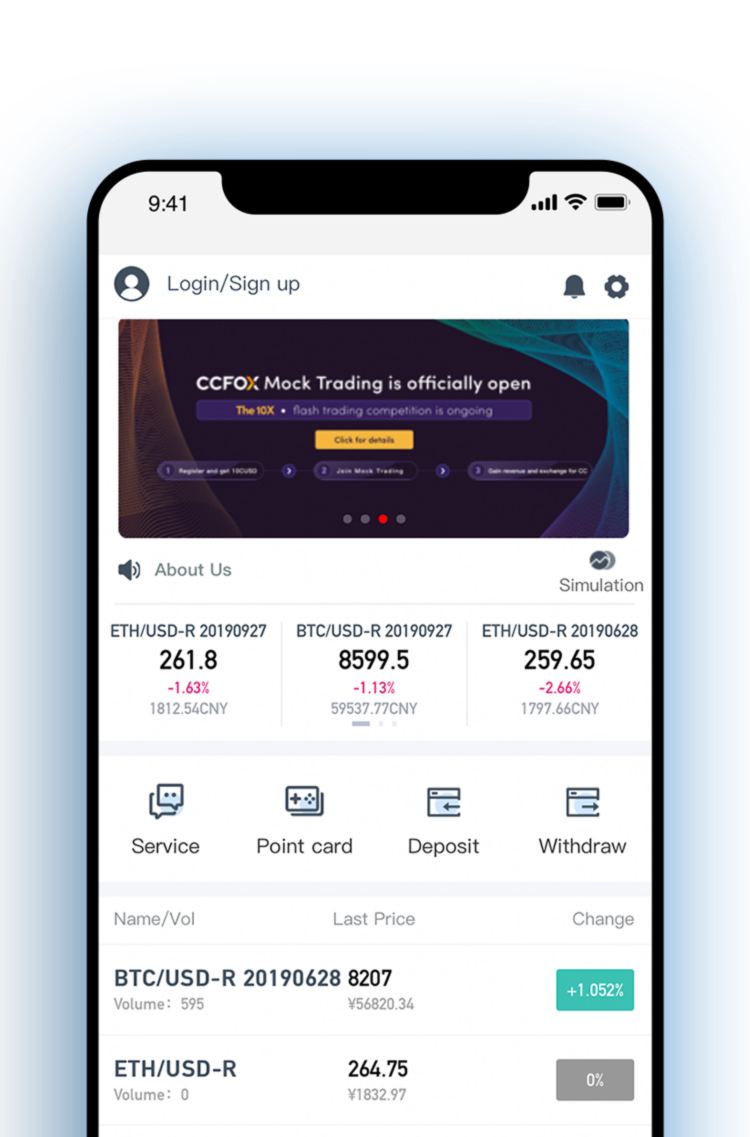 9:41
Login/Sign up
CCFOX Mock Trading is officially open
The 10X • flash trading competition is ongoing
Click for details
1 Register and get 10CUSD 2 Join Mock Trading 3 Gain revenue and exchange for CC
About Us
Simulation
ETH/USD-R 20190927 BTC/USD-R 20190927 ETH/USD-R 20190628
261.8 8599.5 259.65
-1.63% -1.13% -2.66%
1812.54CNY 59537.77CNY 1797.66CNY
Service Point card Deposit Withdraw
Name/Vol Last Price Change
BTC/USD-R 20190628 8207
+1.052%
Volume: 595 ¥56820.34
ETH/USD-R 264.75
0%
Volume: 0 ¥1832.97